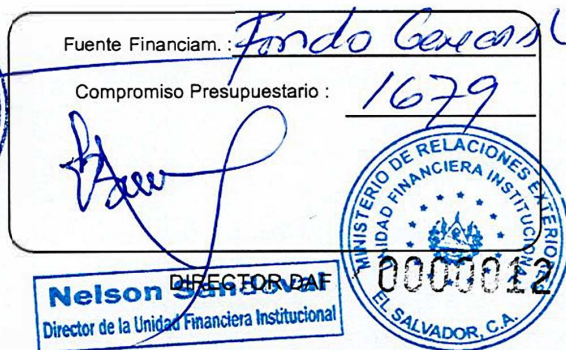 Fuente Financiam. : Fondo General
Compromiso Presupuestario : 1679
MINISTERIO DE RELACIONES EXTERIORES
UNIDAD FINANCIERA INSTITUCIONAL
EL SALVADOR, C.A.
DIRECTOR DAF
0000012
Nelson Sandoval
Director de la Unidad Financiera Institucional